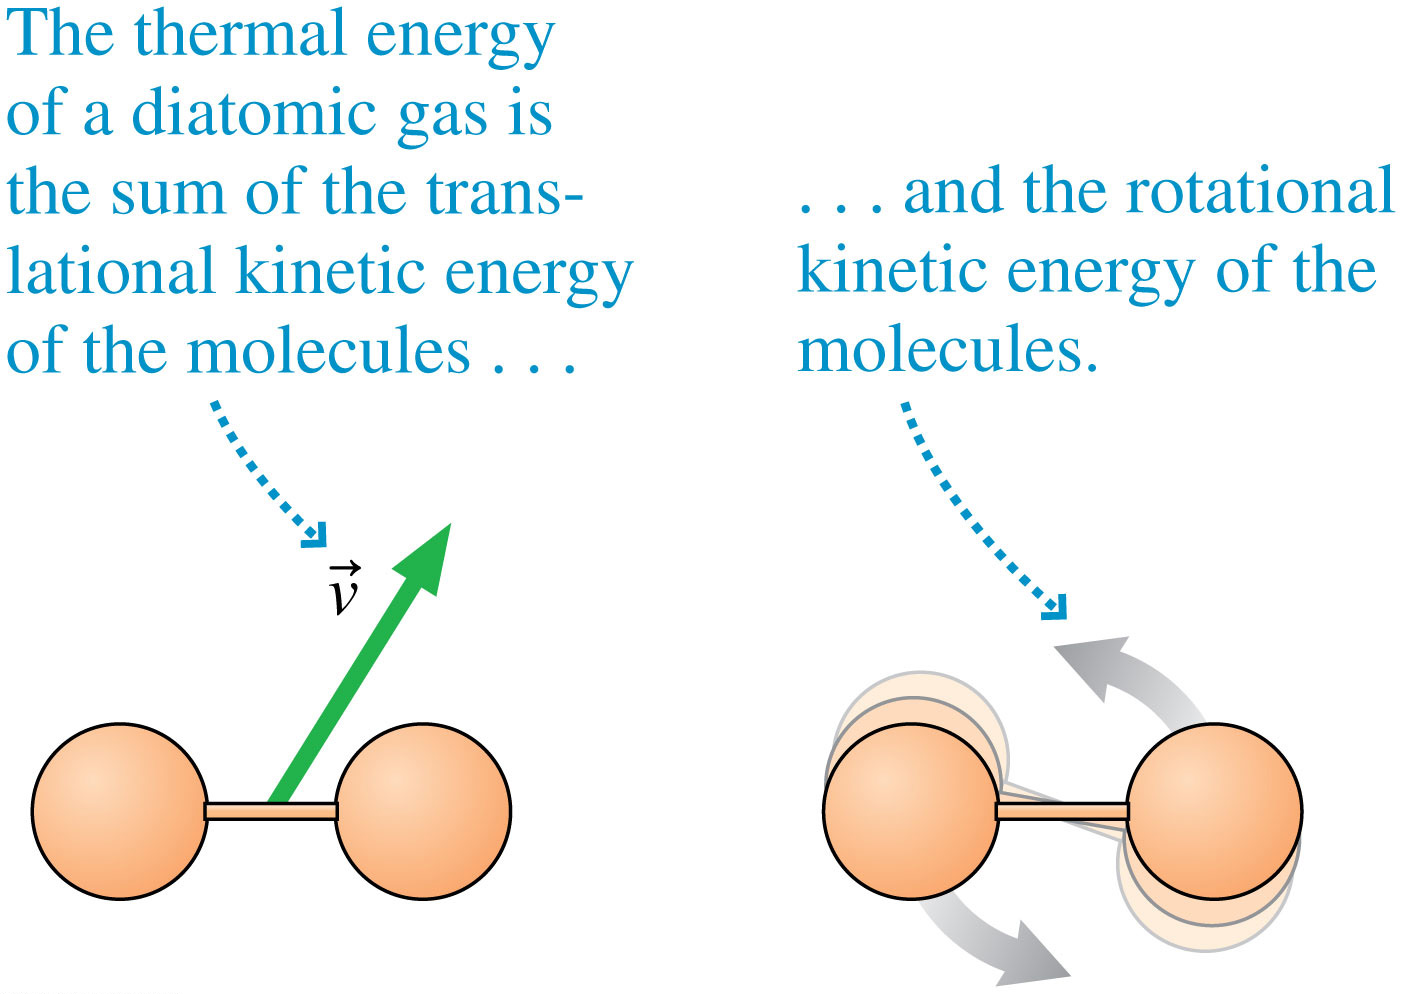 The thermal energy
of a diatomic gas is
the sum of the trans-
lational kinetic energy
of the molecules . . .
. . . and the rotational
kinetic energy of the
molecules.
v⃗